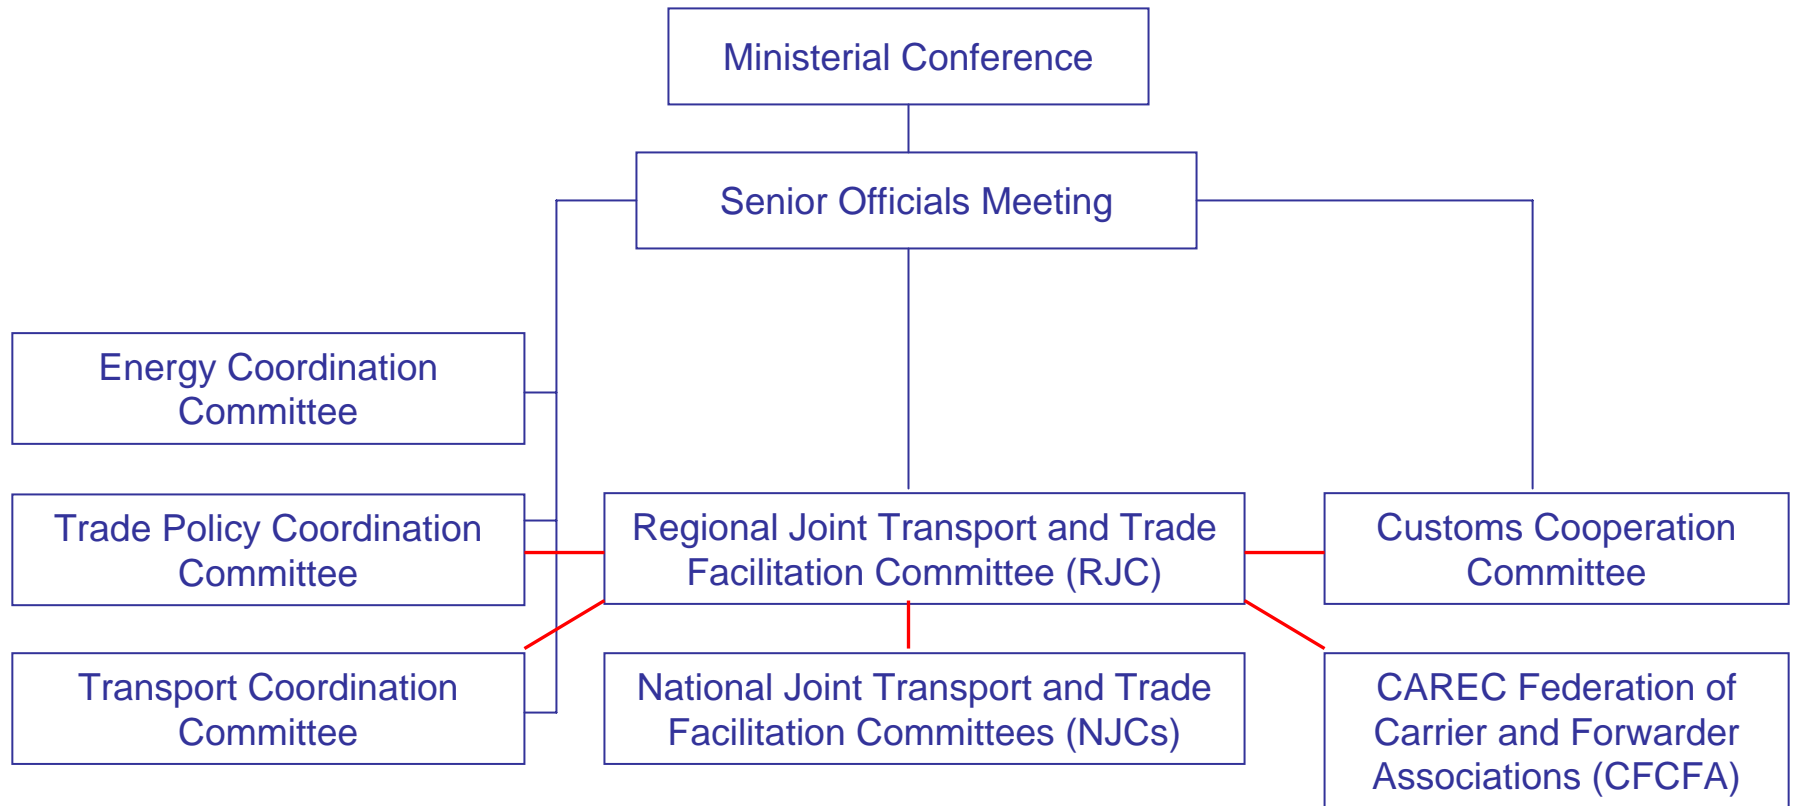 Ministerial Conference
Senior Officials Meeting
Energy Coordination
Committee
Trade Policy Coordination
Committee
Regional Joint Transport and Trade
Facilitation Committee (RJC)
Customs Cooperation
Committee
Transport Coordination
Committee
National Joint Transport and Trade
Facilitation Committees (NJCs)
CAREC Federation of
Carrier and Forwarder
Associations (CFCFA)